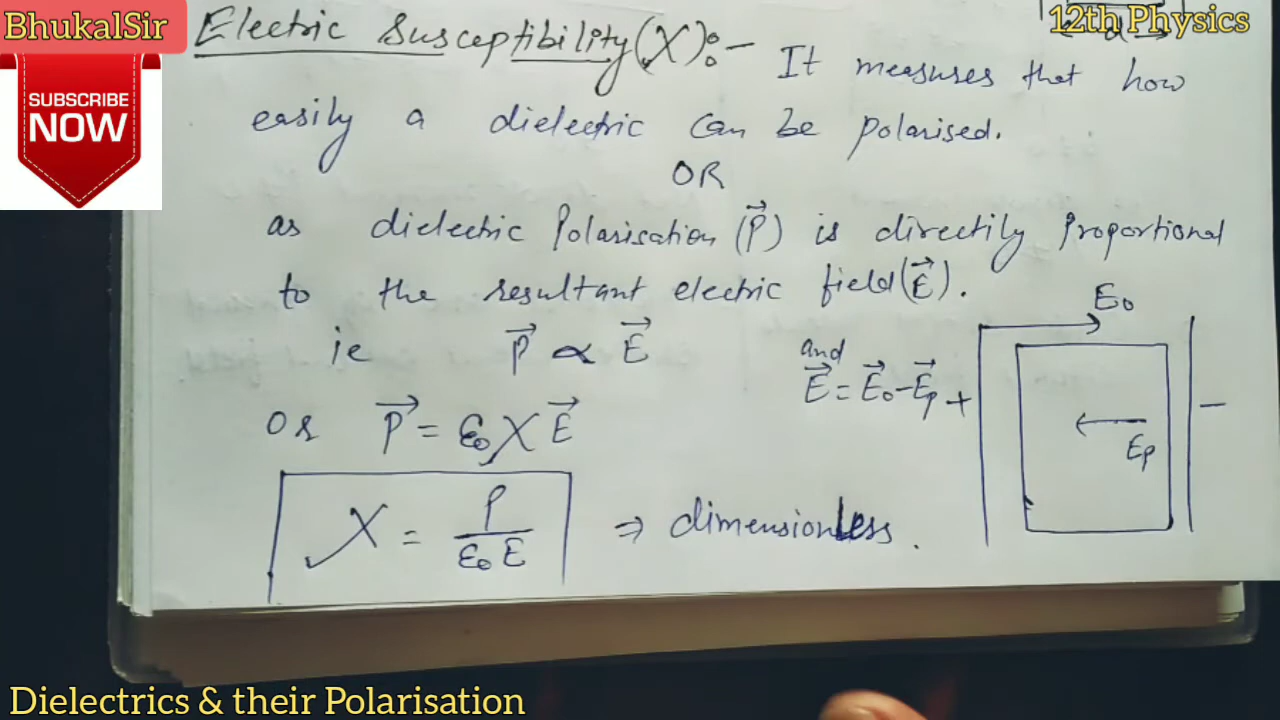 BhukalSir
12th Physics
SUBSCRIBE
NOW
Electric Susceptibility (χ):- It measures that how
easily a dielectric can be polarised.
OR
as dielectric Polarisation (P⃗) is directily proportional
to the resultant electric field (E⃗).
ie P⃗ ∝ E⃗
and
E⃗ = E⃗₀ - E⃗p
E₀
+
-
Ep
Or P⃗ = ε₀ χ E⃗
χ = P / ε₀ E ⇒ dimensionless.
Dielectrics & their Polarisation